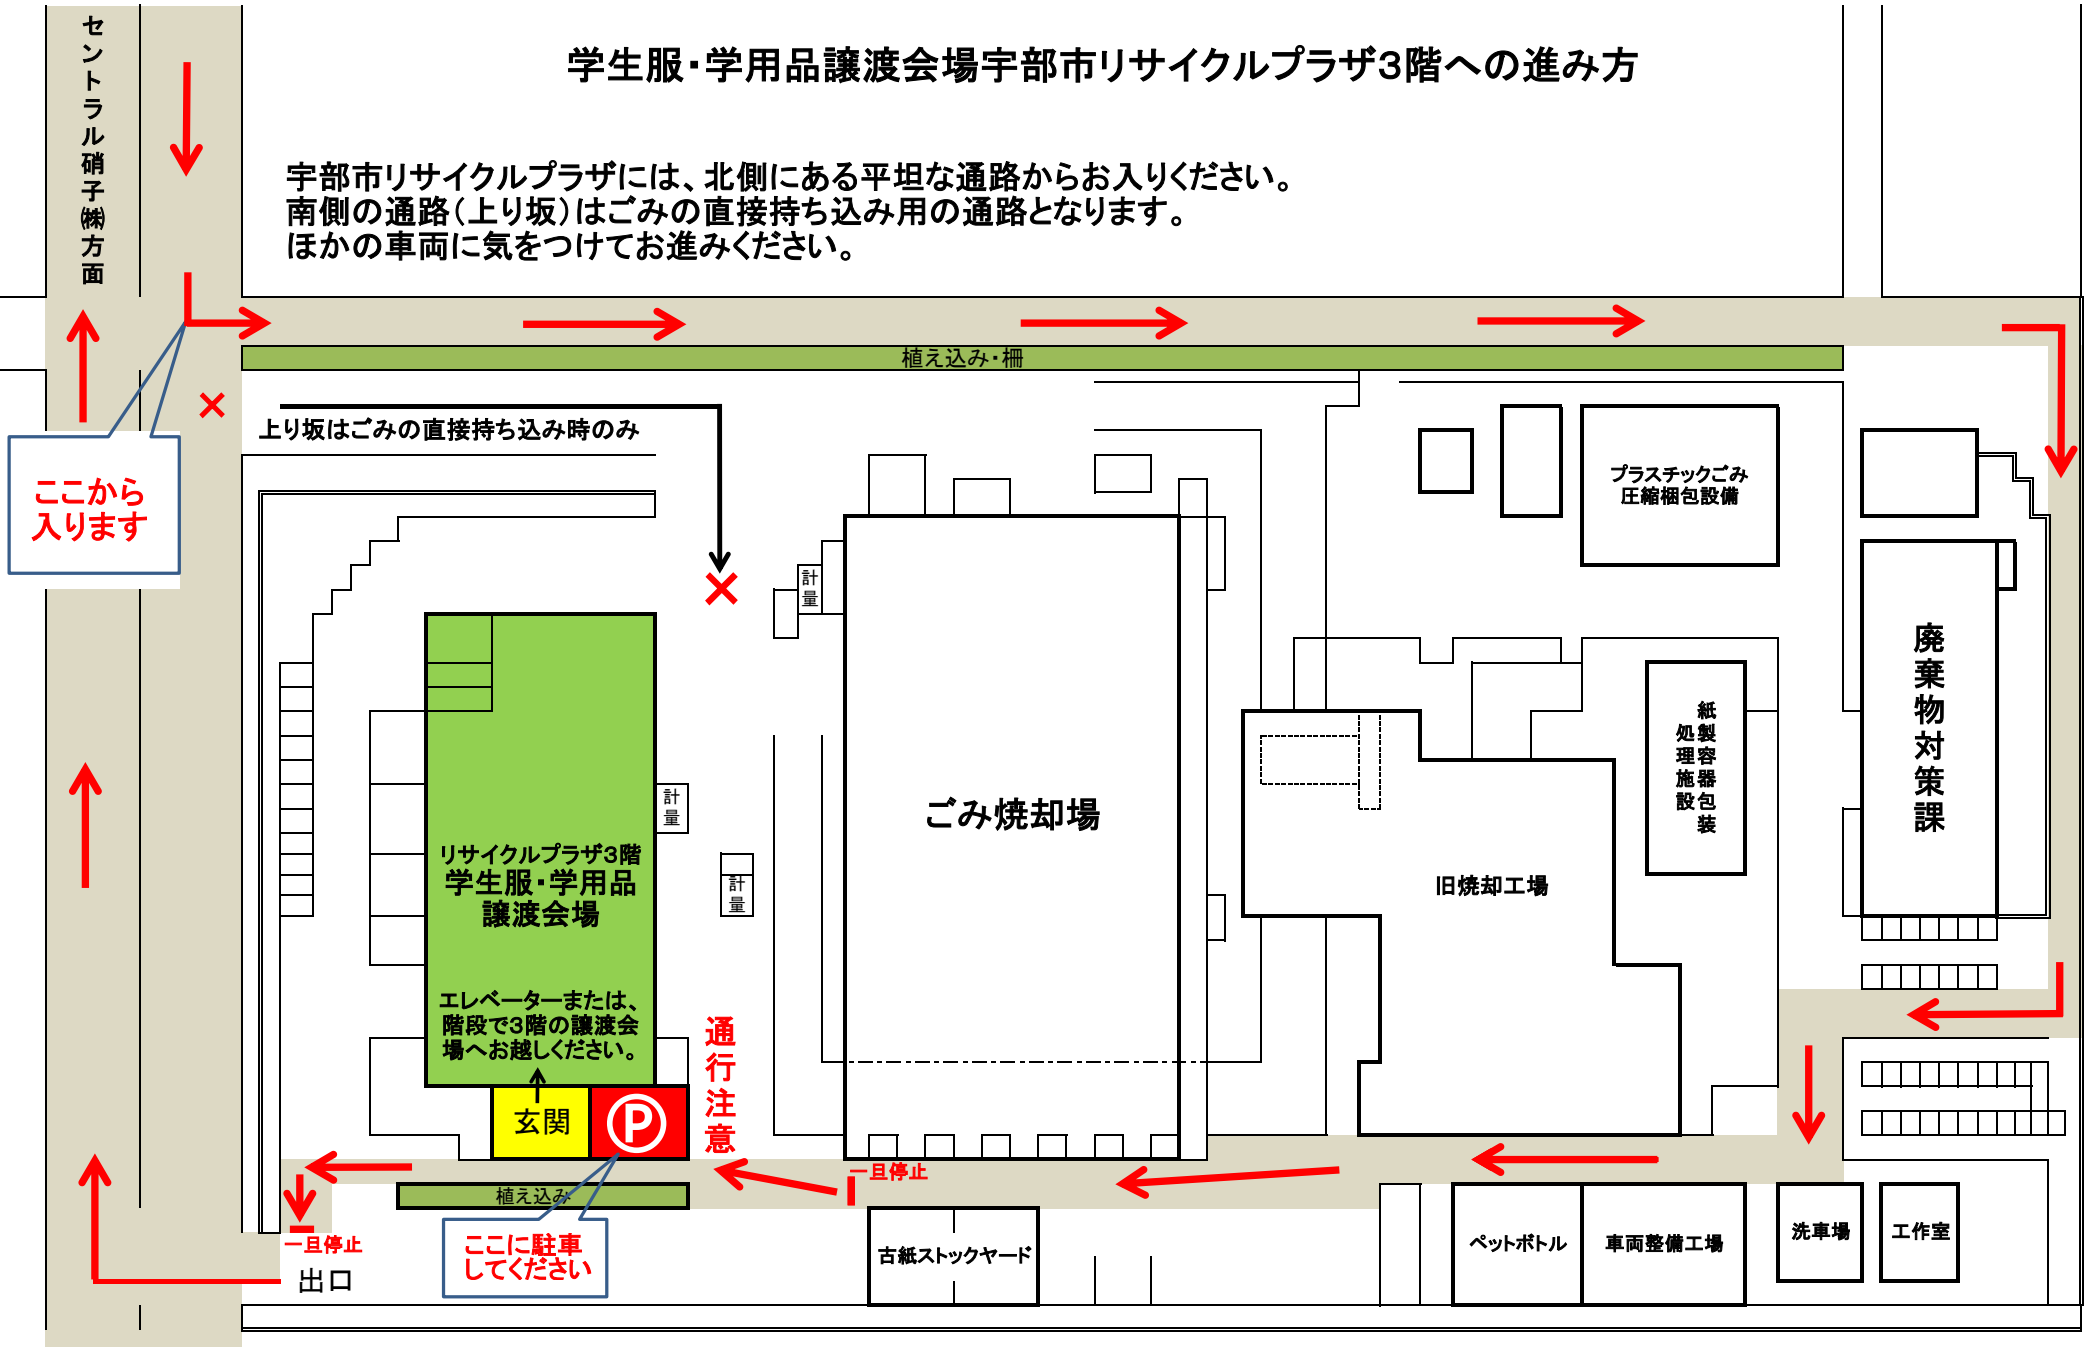 学生服・学用品譲渡会場宇部市リサイクルプラザ3階への進み方
セントラル硝子㈱方面
宇部市リサイクルプラザには、北側にある平坦な通路からお入りください。
南側の通路（上り坂）はごみの直接持ち込み用の通路となります。
ほかの車両に気をつけてお進みください。
植え込み・柵
×
上り坂はごみの直接持ち込み時のみ
ここから
入ります
プラスチックごみ
圧縮梱包設備
×
計量
廃棄物対策課
紙製容器包装
処理施設
計量
ごみ焼却場
リサイクルプラザ3階
学生服・学用品
譲渡会場
計量
旧焼却工場
エレベーターまたは、
階段で3階の譲渡会
場へお越しください。
通行注意
玄関
P
一旦停止
植え込み
一旦停止
出口
ここに駐車
してください
古紙ストックヤード
ペットボトル
車両整備工場
洗車場
工作室